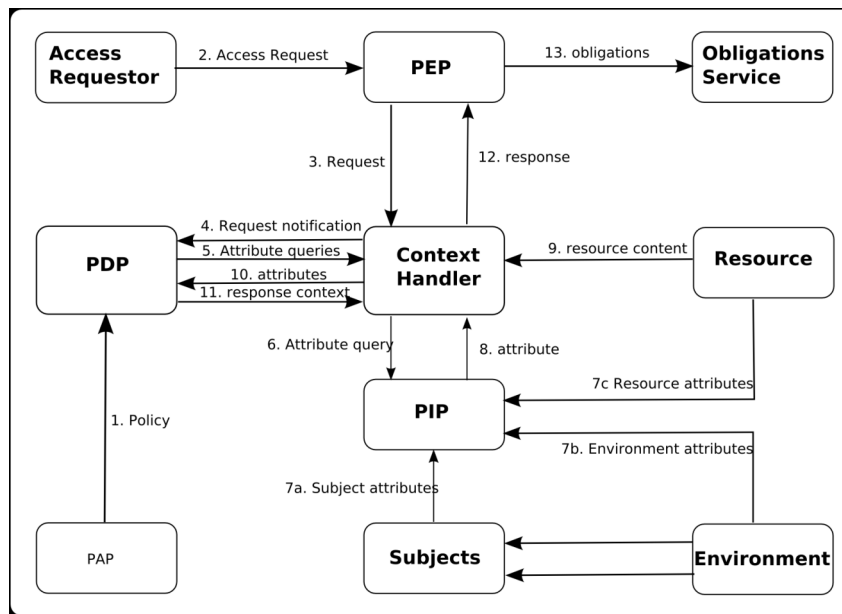 Access
Requestor
2. Access Request
PEP
13. obligations
Obligations
Service
3. Request
12. response
4. Request notification
5. Attribute queries
10. attributes
11. response context
PDP
Context
Handler
9. resource content
Resource
6. Attribute query
8. attribute
7c Resource attributes
1. Policy
PIP
7b. Environment attributes
7a. Subject attributes
PAP
Subjects
Environment